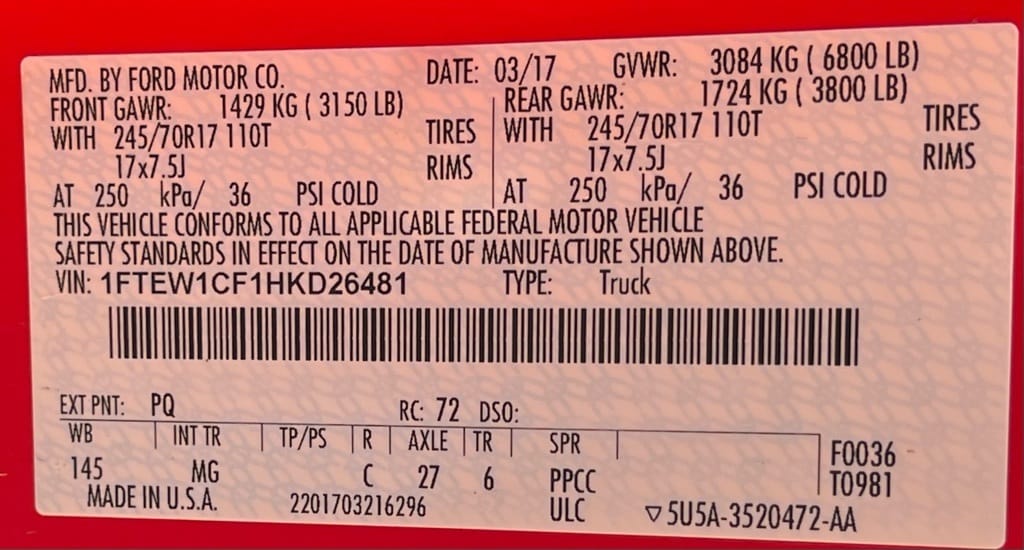 MFD. BY FORD MOTOR CO. DATE: 03/17 GVWR: 3084 KG ( 6800 LB)
FRONT GAWR: 1429 KG ( 3150 LB) REAR GAWR: 1724 KG ( 3800 LB)
WITH 245/70R17 110T TIRES WITH 245/70R17 110T TIRES
17x7.5J RIMS 17x7.5J RIMS
AT 250 kPa/ 36 PSI COLD AT 250 kPa/ 36 PSI COLD
THIS VEHICLE CONFORMS TO ALL APPLICABLE FEDERAL MOTOR VEHICLE
SAFETY STANDARDS IN EFFECT ON THE DATE OF MANUFACTURE SHOWN ABOVE.
VIN: 1FTEW1CF1HKD26481 TYPE: Truck
EXT PNT: PQ RC: 72 DSO:
WB INT TR TP/PS R AXLE TR SPR F0036
145 MG C 27 6 PPCC T0981
MADE IN U.S.A. 2201703216296 ULC ▽5U5A-3520472-AA